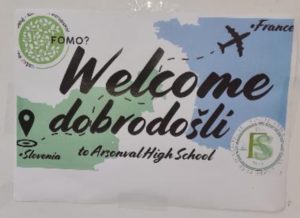 FOMO?
•France
Welcome
dobrodošli
to Arsonval High School
•Slovenia
FS